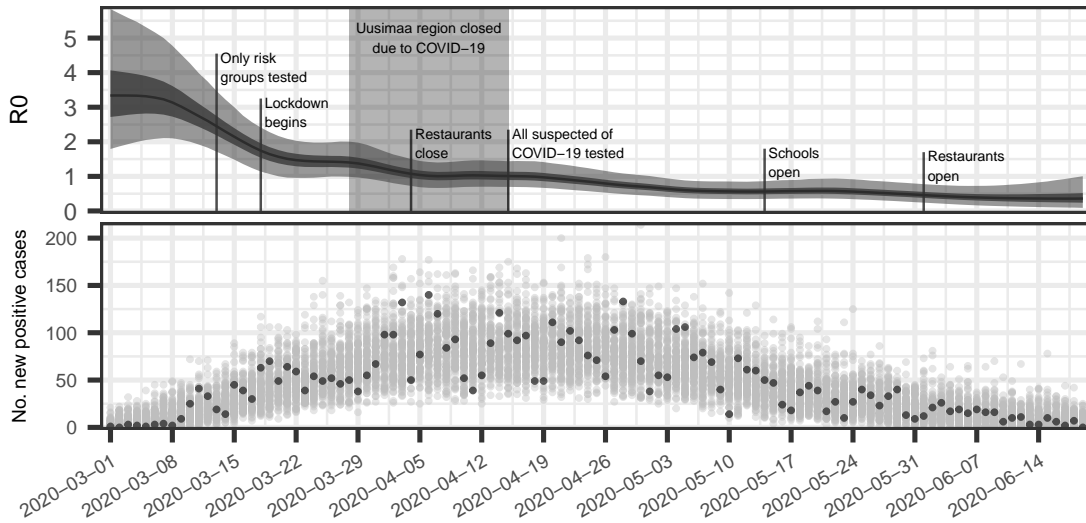 R0
5
4
3
2
1
0
Only risk
groups tested
Lockdown
begins
Uusimaa region closed
due to COVID−19
Restaurants
close
All suspected of
COVID−19 tested
Schools
open
Restaurants
open
No. new positive cases
200
150
100
50
0
2020−03−01
2020−03−08
2020−03−15
2020−03−22
2020−03−29
2020−04−05
2020−04−12
2020−04−19
2020−04−26
2020−05−03
2020−05−10
2020−05−17
2020−05−24
2020−05−31
2020−06−07
2020−06−14